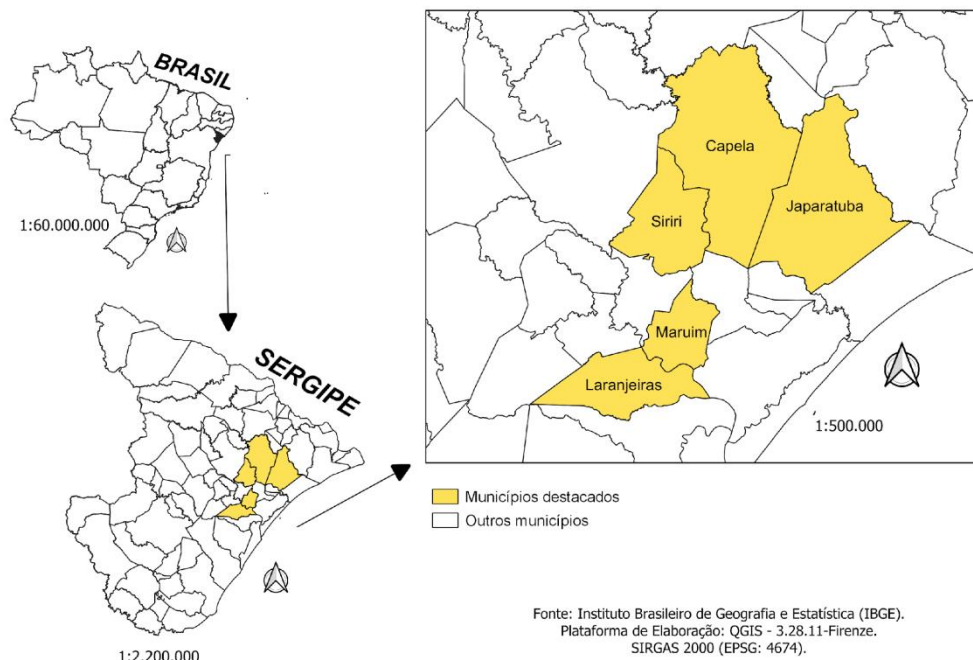 BRASIL
1:60.000.000
SERGIPE
1:2.200.000
Capela
Siriri
Japaratuba
Maruim
Laranjeiras
1:500.000
Municípios destacados
Outros municípios
Fonte: Instituto Brasileiro de Geografia e Estatística (IBGE).
Plataforma de Elaboração: QGIS - 3.28.11-Firenze.
SIRGAS 2000 (EPSG: 4674).